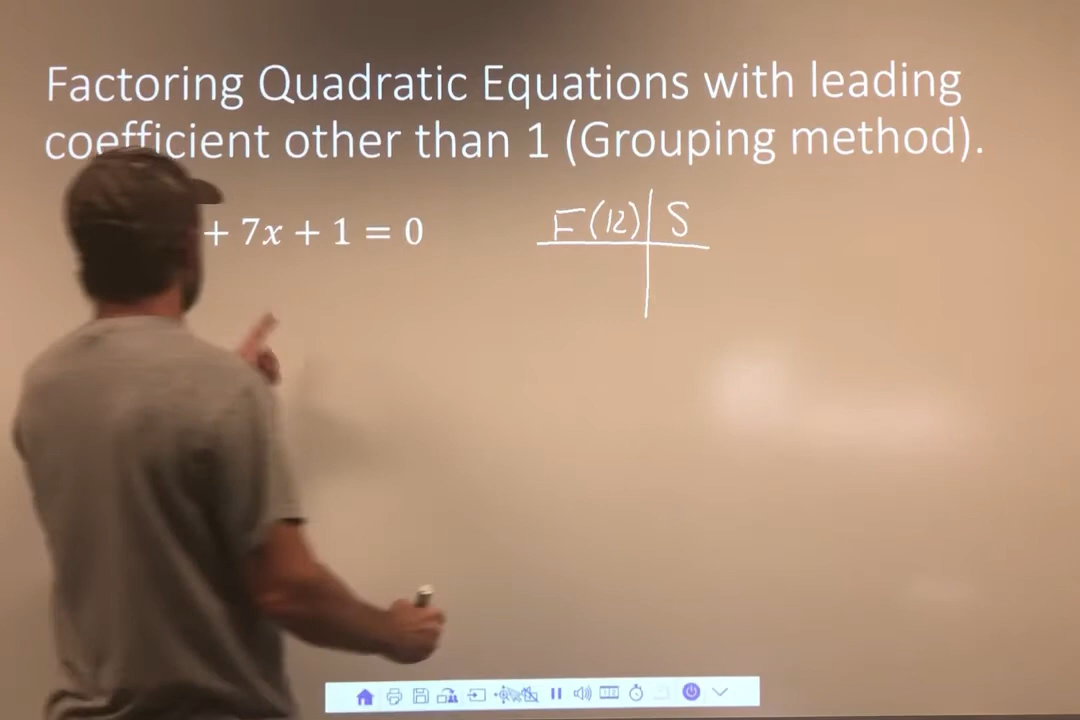 Factoring Quadratic Equations with leading
coefficient other than 1 (Grouping method).
+ 7x + 1 = 0
F(12) S